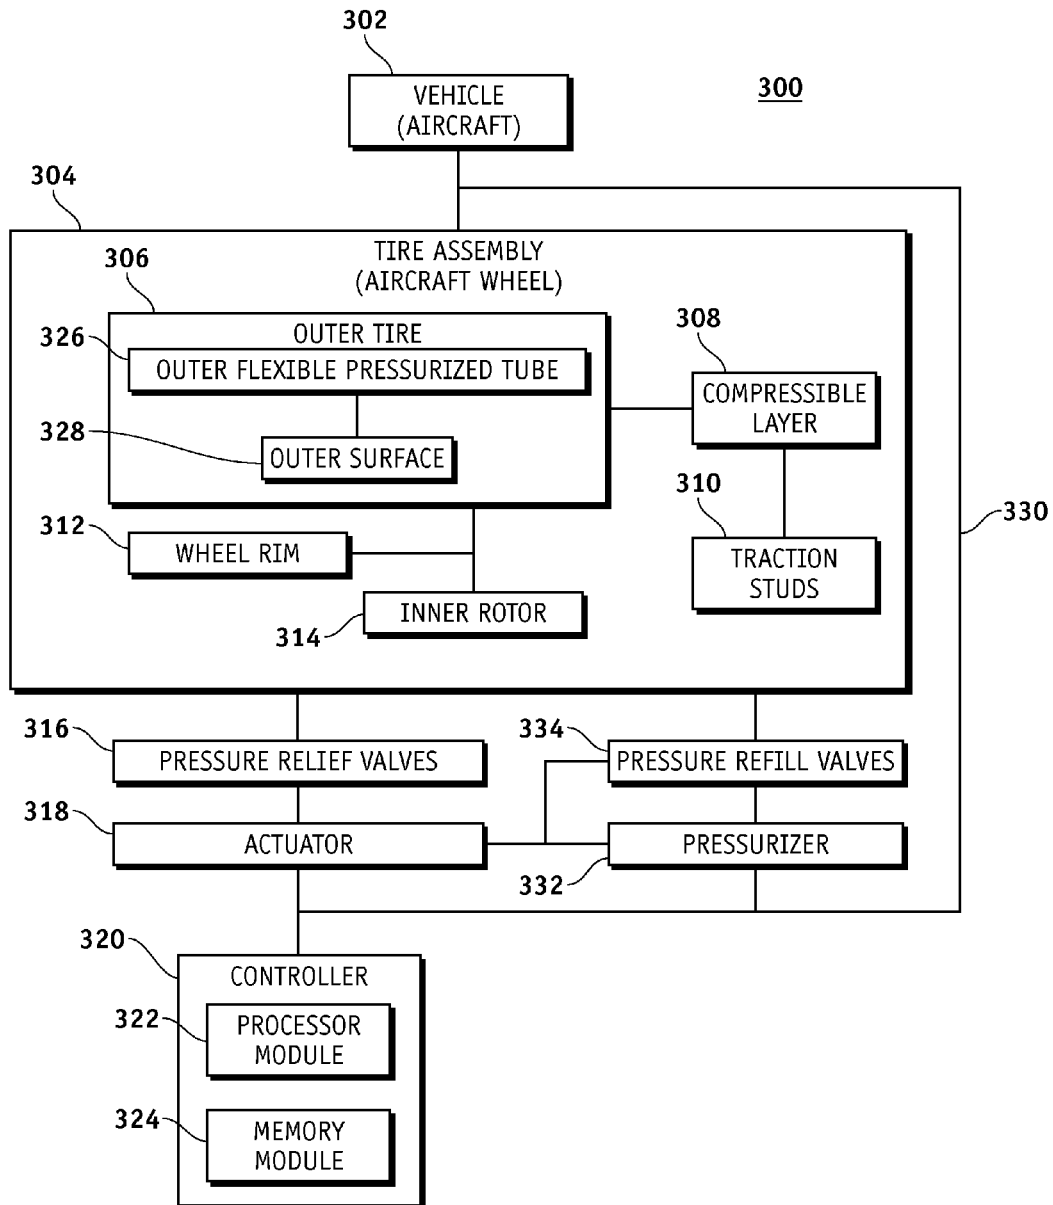 302
VEHICLE
(AIRCRAFT)
300
304
TIRE ASSEMBLY
(AIRCRAFT WHEEL)
306
OUTER TIRE
326
OUTER FLEXIBLE PRESSURIZED TUBE
328
OUTER SURFACE
308
COMPRESSIBLE
LAYER
310
TRACTION
STUDS
330
312
WHEEL RIM
314
INNER ROTOR
316
PRESSURE RELIEF VALVES
334
PRESSURE REFILL VALVES
318
ACTUATOR
332
PRESSURIZER
320
CONTROLLER
322
PROCESSOR
MODULE
324
MEMORY
MODULE